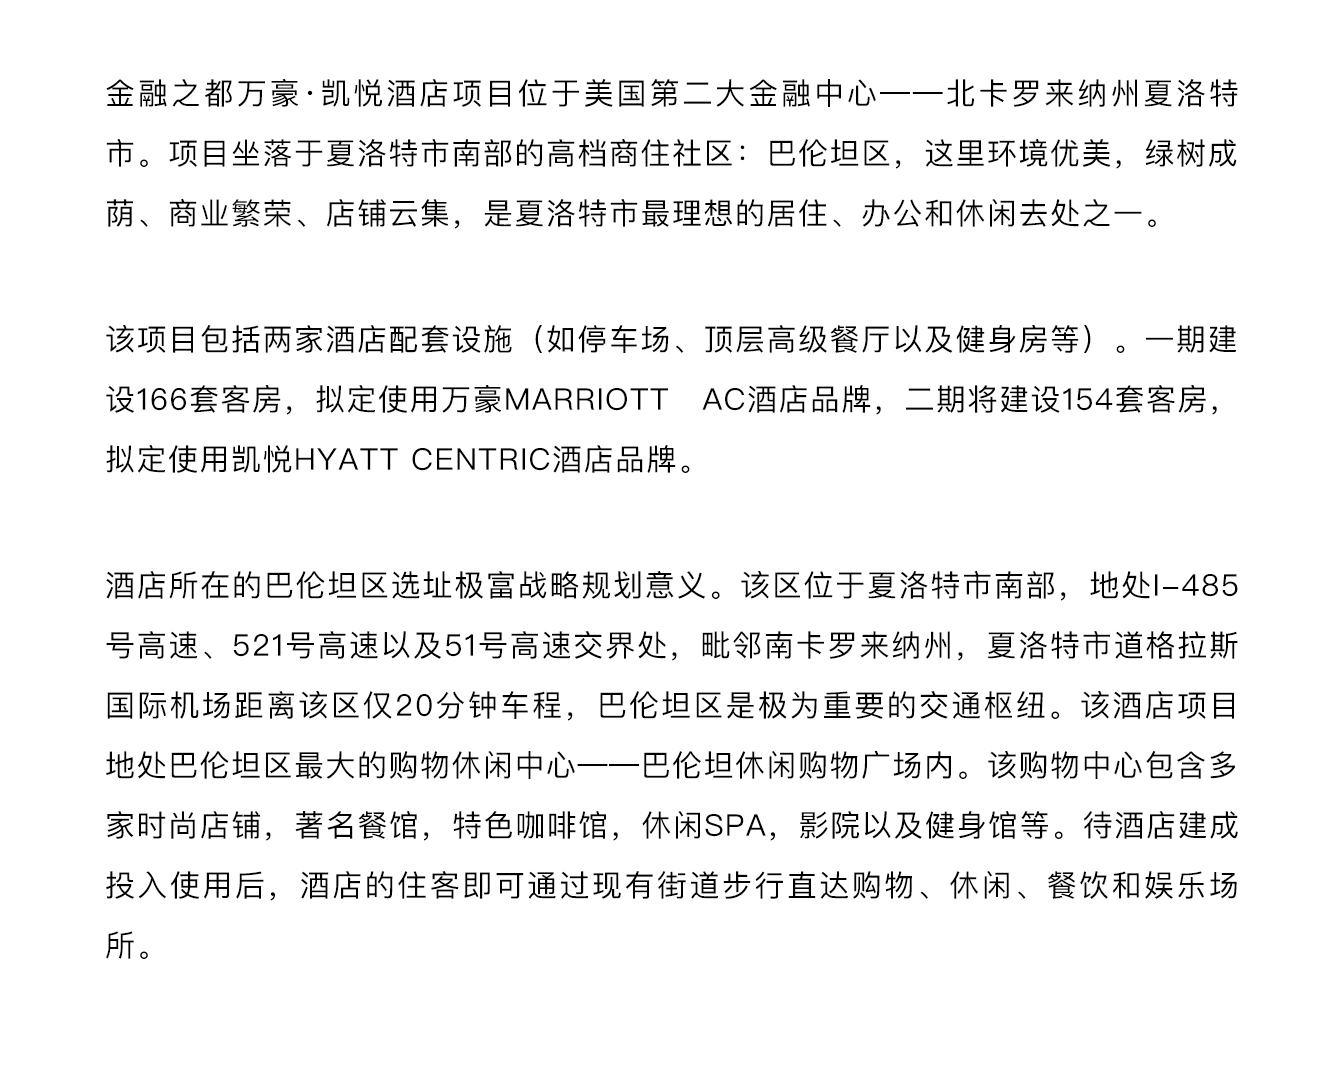 金融之都万豪·凯悦酒店项目位于美国第二大金融中心——北卡罗来纳州夏洛特
市。项目坐落于夏洛特市南部的高档商住社区：巴伦坦区，这里环境优美，绿树成
荫、商业繁荣、店铺云集，是夏洛特市最理想的居住、办公和休闲去处之一。
该项目包括两家酒店配套设施（如停车场、顶层高级餐厅以及健身房等）。一期建
设166套客房，拟定使用万豪MARRIOTT　AC酒店品牌，二期将建设154套客房，
拟定使用凯悦HYATT CENTRIC酒店品牌。
酒店所在的巴伦坦区选址极富战略规划意义。该区位于夏洛特市南部，地处I-485
号高速、521号高速以及51号高速交界处，毗邻南卡罗来纳州，夏洛特市道格拉斯
国际机场距离该区仅20分钟车程，巴伦坦区是极为重要的交通枢纽。该酒店项目
地处巴伦坦区最大的购物休闲中心——巴伦坦休闲购物广场内。该购物中心包含多
家时尚店铺，著名餐馆，特色咖啡馆，休闲SPA，影院以及健身馆等。待酒店建成
投入使用后，酒店的住客即可通过现有街道步行直达购物、休闲、餐饮和娱乐场
所。